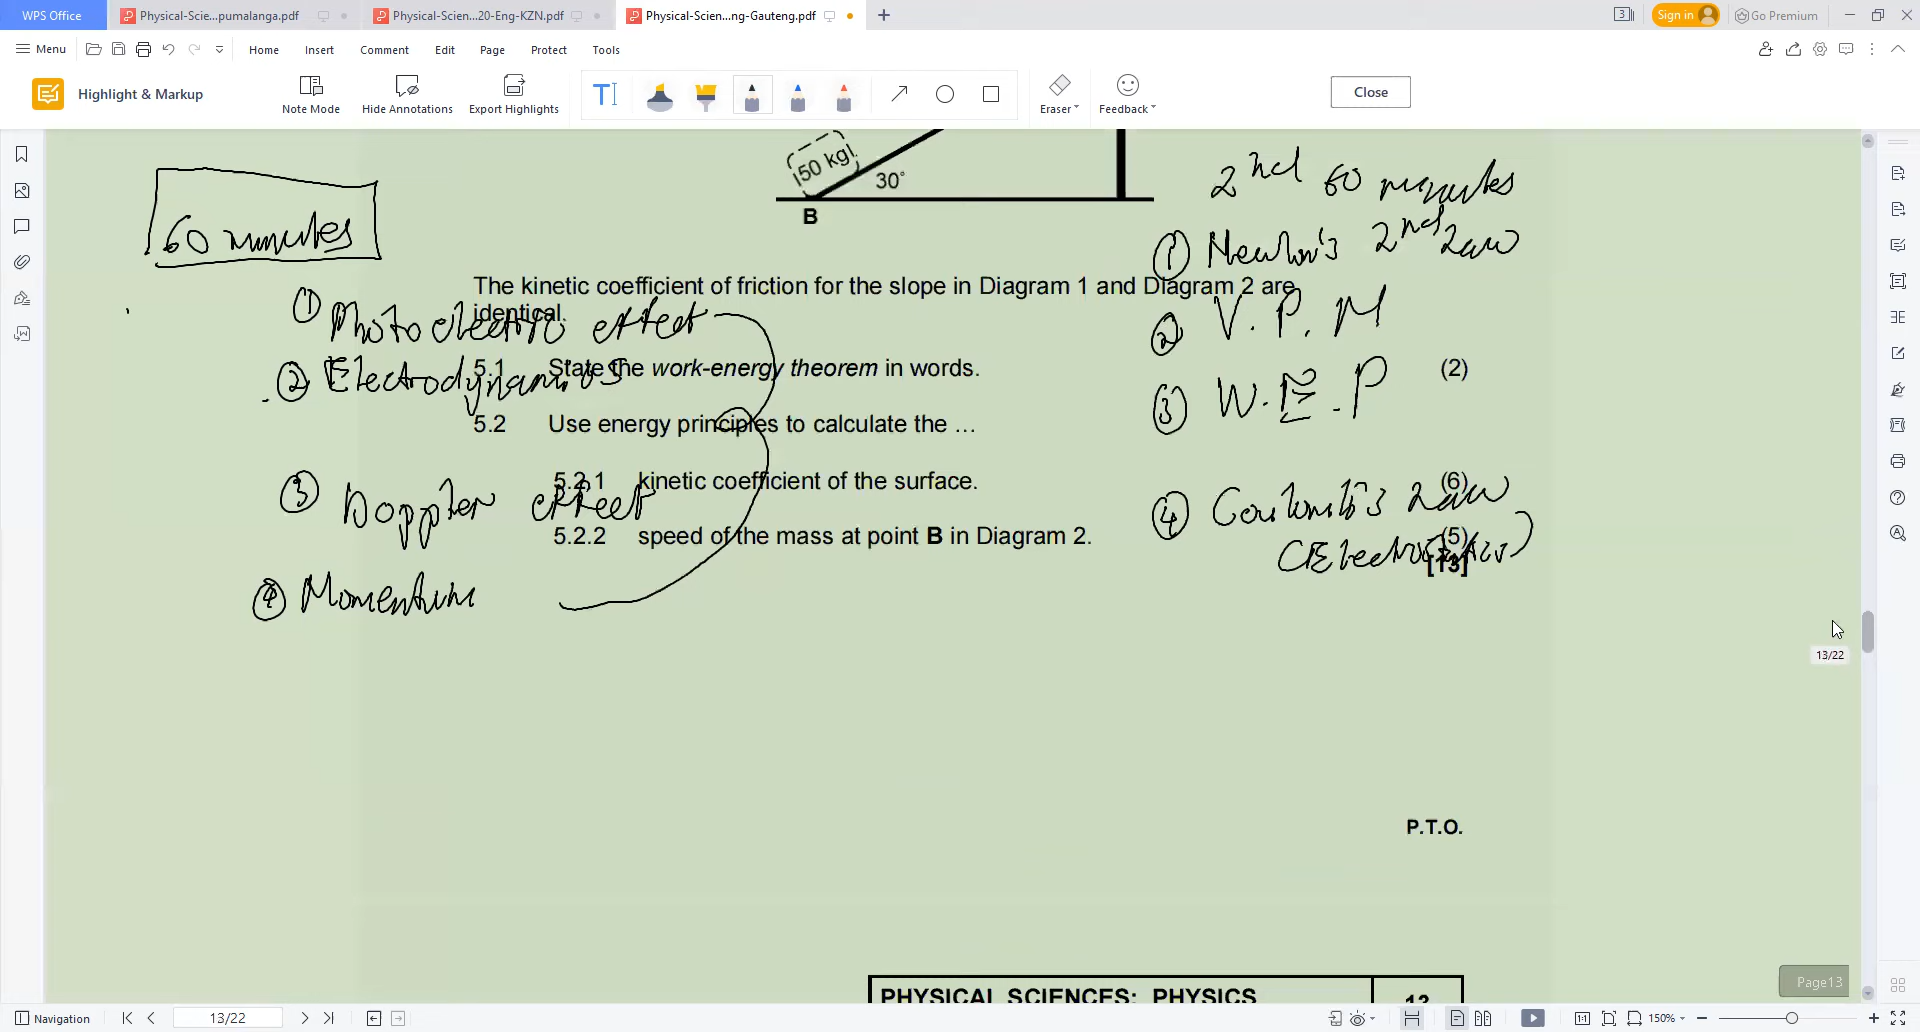 WPS Office
Physical-Scie...pumalanga.pdf
Physical-Scien...20-Eng-KZN.pdf
Physical-Scien...ng-Gauteng.pdf
3
Sign in
Go Premium
Menu
Home Insert Comment Edit Page Protect Tools
Highlight & Markup
Note Mode
Hide Annotations
Export Highlights
Eraser
Feedback
Close
50 kg
30°
B
60 minutes
2nd 60 minutes
① Newton's 2nd Law
The kinetic coefficient of friction for the slope in Diagram 1 and Diagram 2 are
identical.
① Photoelectric effect
② V.P.M
5.1 State the work-energy theorem in words. (2)
② Electrodynamics
③ W.E.P
5.2 Use energy principles to calculate the …
5.2.1 kinetic coefficient of the surface. (6)
③ Doppler effect
④ Coulomb's Law
5.2.2 speed of the mass at point B in Diagram 2. (5)
(Electrostatics)
[13]
④ Momentum
13/22
P.T.O.
PHYSICAL SCIENCES: PHYSICS 12
Page13
Navigation
13/22
150%